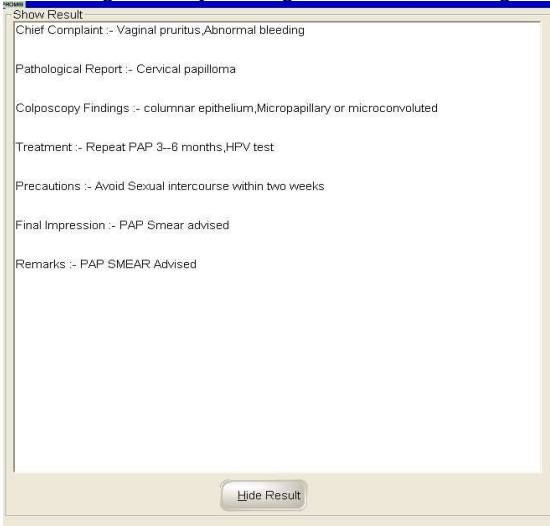 Show Result
Chief Complaint :- Vaginal pruritus,Abnormal bleeding
Pathological Report :- Cervical papilloma
Colposcopy Findings :- columnar epithelium,Micropapillary or microconvoluted
Treatment :- Repeat PAP 3--6 months,HPV test
Precautions :- Avoid Sexual intercourse within two weeks
Final Impression :- PAP Smear advised
Remarks :- PAP SMEAR Advised
Hide Result